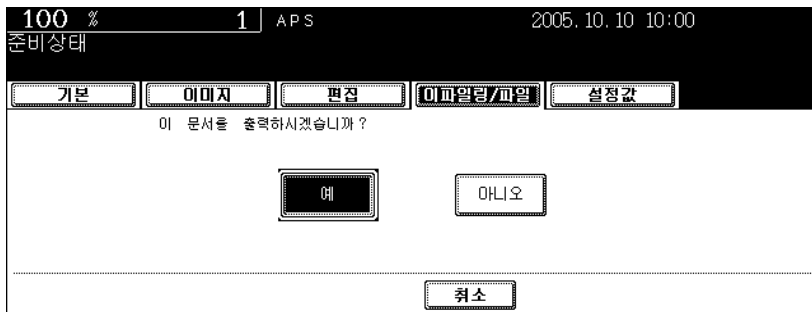 100 % 1 APS 2005.10.10 10:00
준비상태
기본 이미지 편집 이파일링/파일 설정값
이 문서를 출력하시겠습니까?
예 아니오
취소